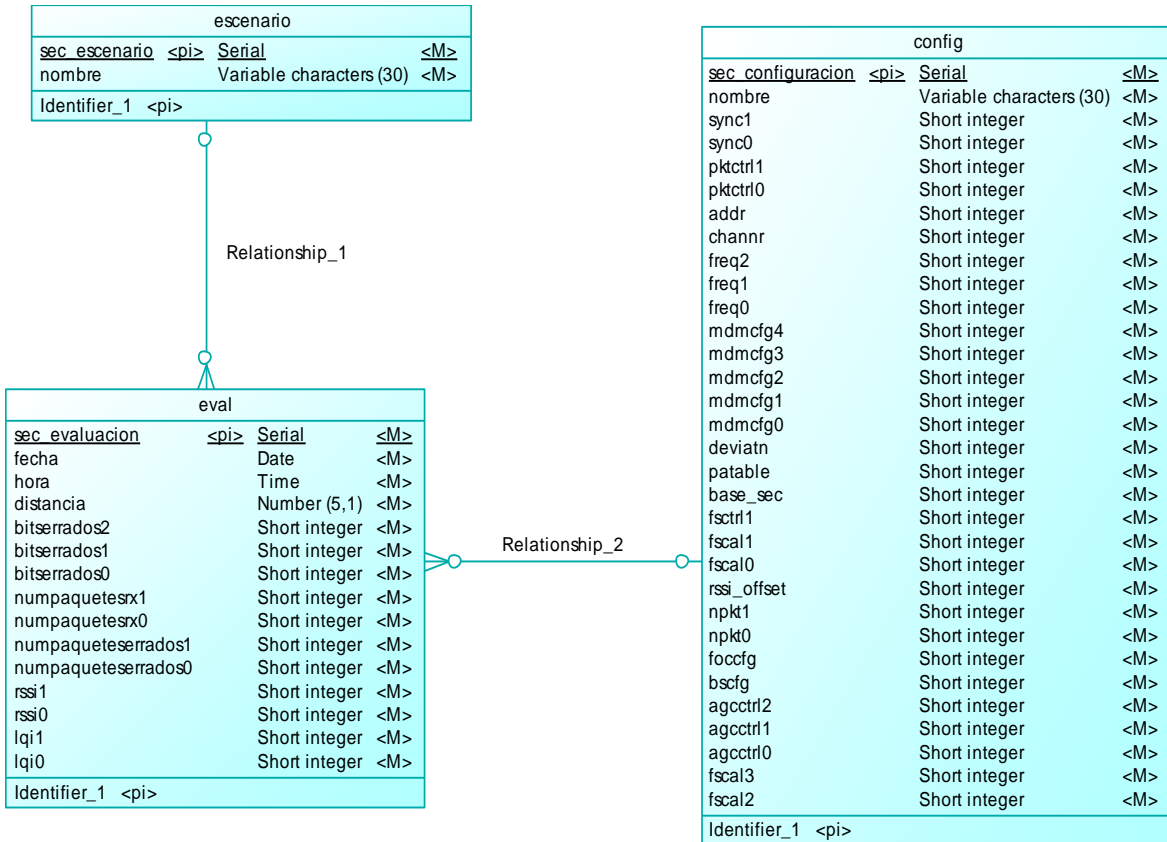 escenario
sec_escenario <pi> Serial <M>
nombre Variable characters (30) <M>
Identifier_1 <pi>
Relationship_1
eval
sec_evaluacion <pi> Serial <M>
fecha Date <M>
hora Time <M>
distancia Number (5,1) <M>
bitserrados2 Short integer <M>
bitserrados1 Short integer <M>
bitserrados0 Short integer <M>
numpaquetesrx1 Short integer <M>
numpaquetesrx0 Short integer <M>
numpaqueteserrados1 Short integer <M>
numpaqueteserrados0 Short integer <M>
rssi1 Short integer <M>
rssi0 Short integer <M>
lqi1 Short integer <M>
lqi0 Short integer <M>
Identifier_1 <pi>
Relationship_2
config
sec_configuracion <pi> Serial <M>
nombre Variable characters (30) <M>
sync1 Short integer <M>
sync0 Short integer <M>
pktctrl1 Short integer <M>
pktctrl0 Short integer <M>
addr Short integer <M>
channr Short integer <M>
freq2 Short integer <M>
freq1 Short integer <M>
freq0 Short integer <M>
mdmcfg4 Short integer <M>
mdmcfg3 Short integer <M>
mdmcfg2 Short integer <M>
mdmcfg1 Short integer <M>
mdmcfg0 Short integer <M>
deviatn Short integer <M>
patable Short integer <M>
base_sec Short integer <M>
fsctrl1 Short integer <M>
fscal1 Short integer <M>
fscal0 Short integer <M>
rssi_offset Short integer <M>
npkt1 Short integer <M>
npkt0 Short integer <M>
foccfg Short integer <M>
bscfg Short integer <M>
agcctrl2 Short integer <M>
agcctrl1 Short integer <M>
agcctrl0 Short integer <M>
fscal3 Short integer <M>
fscal2 Short integer <M>
Identifier_1 <pi>